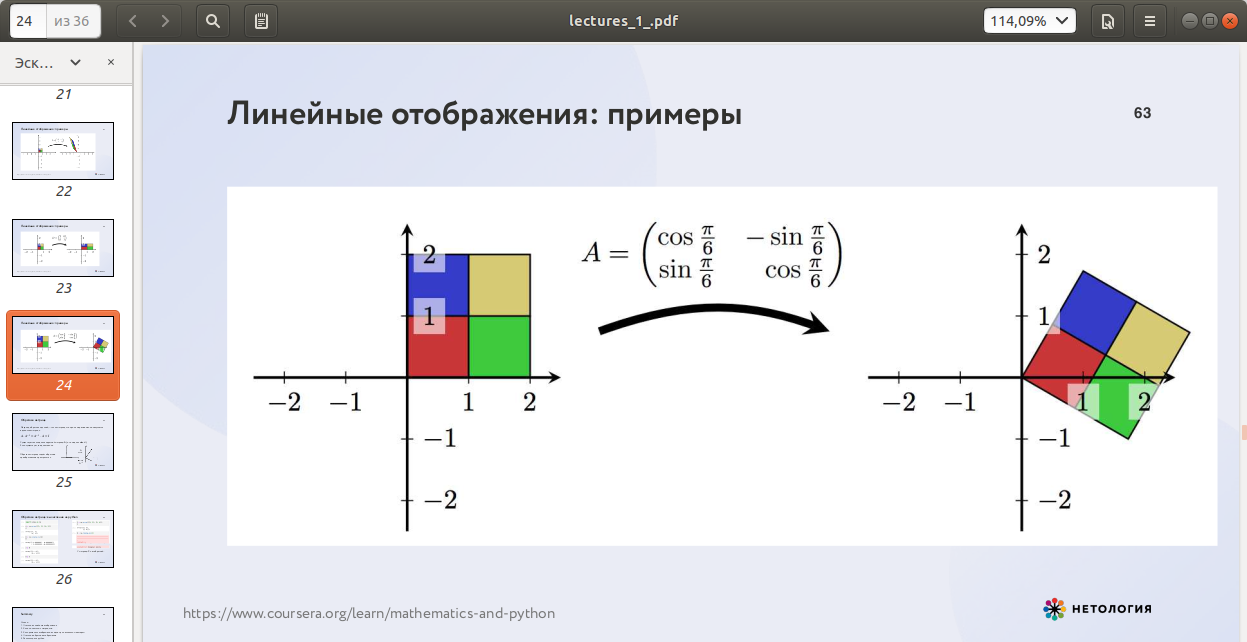 24 из 36
lectures_1_.pdf
114,09%
Эск...
21
22
23
24
25
26
Линейные отображения: примеры
63
A = ( cos π/6 − sin π/6
sin π/6 cos π/6 )
2
1
−2 −1 1 2
−1
−2
2
1
−2 −1 1 2
−1
−2
https://www.coursera.org/learn/mathematics-and-python
НЕТОЛОГИЯ